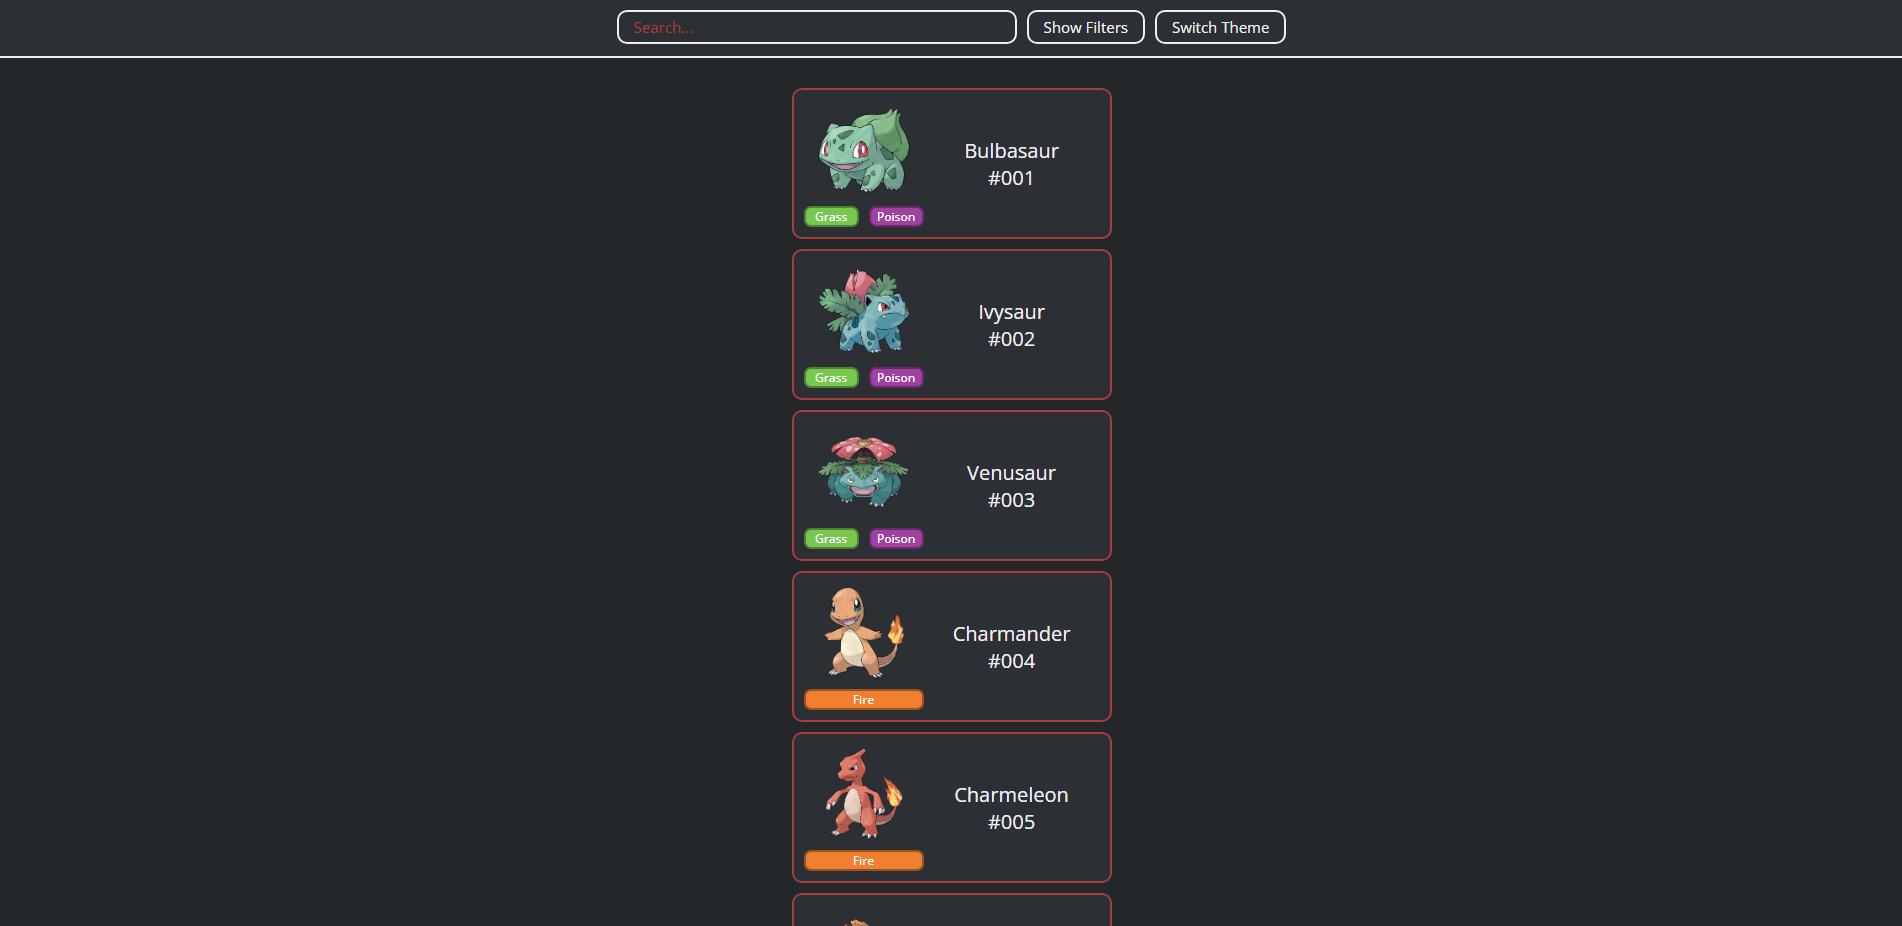 Search...
Show Filters
Switch Theme
Bulbasaur
#001
Grass
Poison
Ivysaur
#002
Grass
Poison
Venusaur
#003
Grass
Poison
Charmander
#004
Fire
Charmeleon
#005
Fire